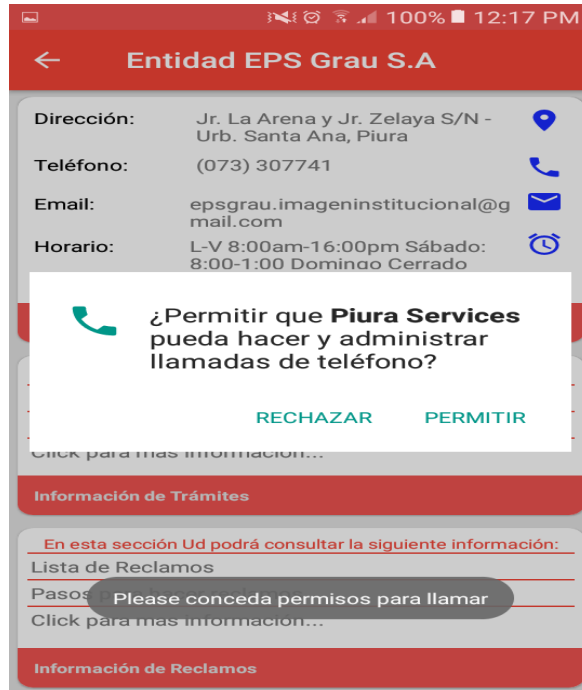 100% 12:17 PM
Entidad EPS Grau S.A
Dirección: Jr. La Arena y Jr. Zelaya S/N -
Urb. Santa Ana, Piura
Teléfono: (073) 307741
Email: epsgrau.imageninstitucional@g
mail.com
Horario: L-V 8:00am-16:00pm Sábado:
8:00-1:00 Domingo Cerrado
¿Permitir que Piura Services
pueda hacer y administrar
llamadas de teléfono?
RECHAZAR PERMITIR
Click para mas información...
Información de Trámites
En esta sección Ud podrá consultar la siguiente información:
Lista de Reclamos
Pasos
Please conceda permisos para llamar
Click para mas información...
Información de Reclamos